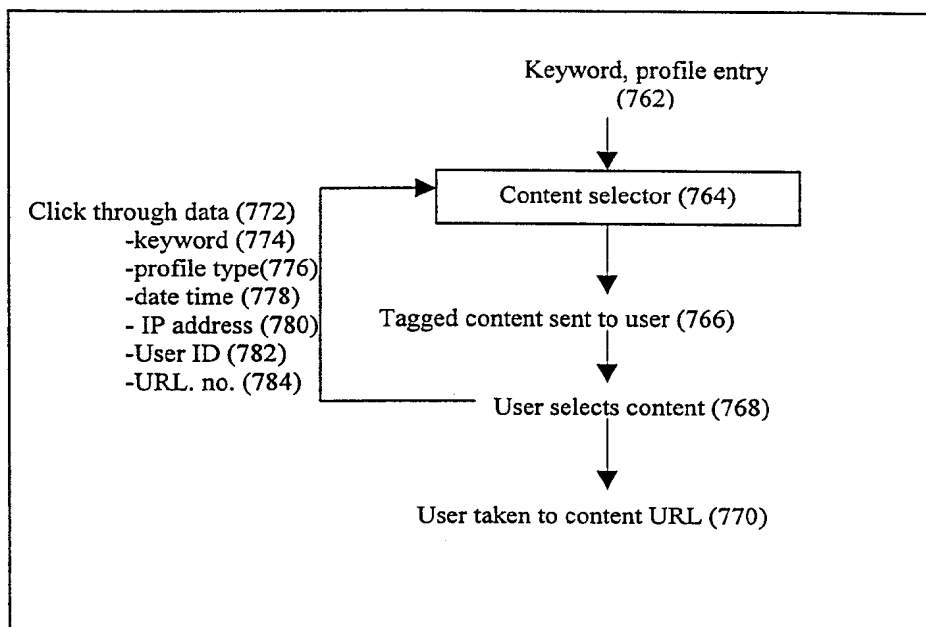 Keyword, profile entry
(762)
Content selector (764)
Click through data (772)
-keyword (774)
-profile type(776)
-date time (778)
- IP address (780)
-User ID (782)
-URL. no. (784)
Tagged content sent to user (766)
User selects content (768)
User taken to content URL (770)